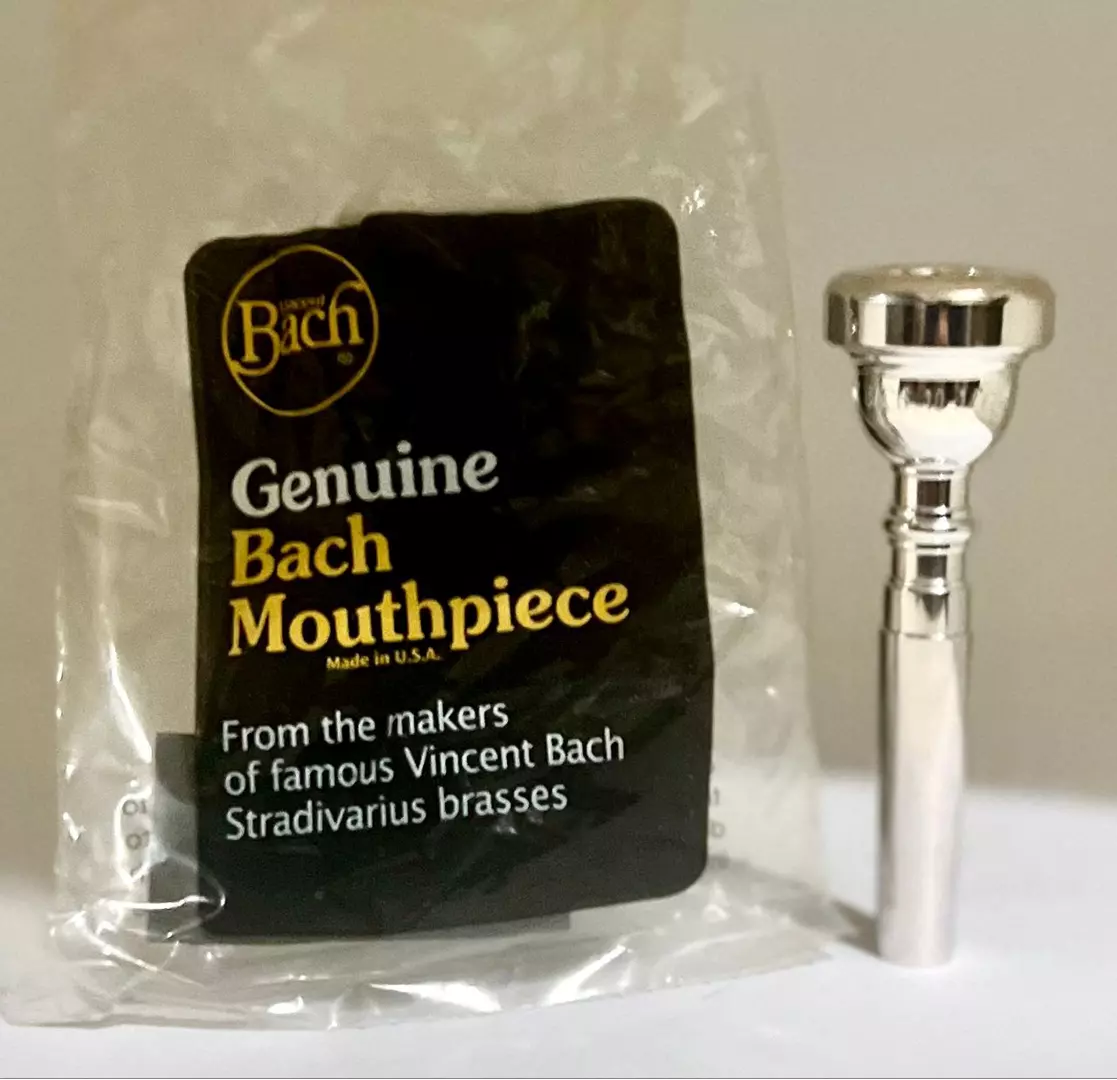 Vincent
Bach
®
Genuine
Bach
Mouthpiece
Made in U.S.A.
From the makers
of famous Vincent Bach
Stradivarius brasses